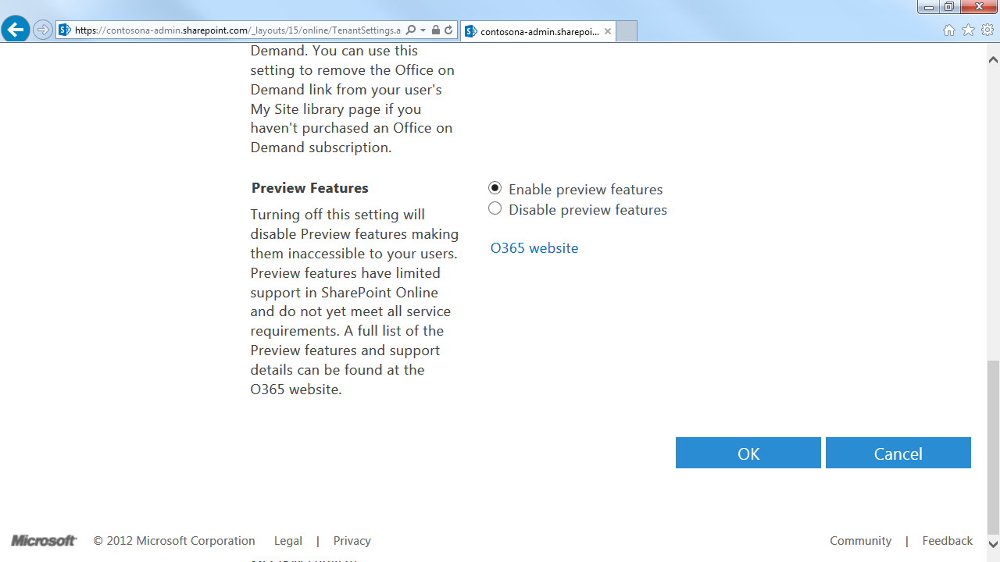 https://contosona-admin.sharepoint.com/_layouts/15/online/TenantSettings.a
contosona-admin.sharepoi...
Demand. You can use this
setting to remove the Office on
Demand link from your user's
My Site library page if you
haven't purchased an Office on
Demand subscription.
Preview Features
Enable preview features
Disable preview features
O365 website
Turning off this setting will
disable Preview features making
them inaccessible to your users.
Preview features have limited
support in SharePoint Online
and do not yet meet all service
requirements. A full list of the
Preview features and support
details can be found at the
O365 website.
OK
Cancel
Microsoft © 2012 Microsoft Corporation Legal | Privacy Community | Feedback